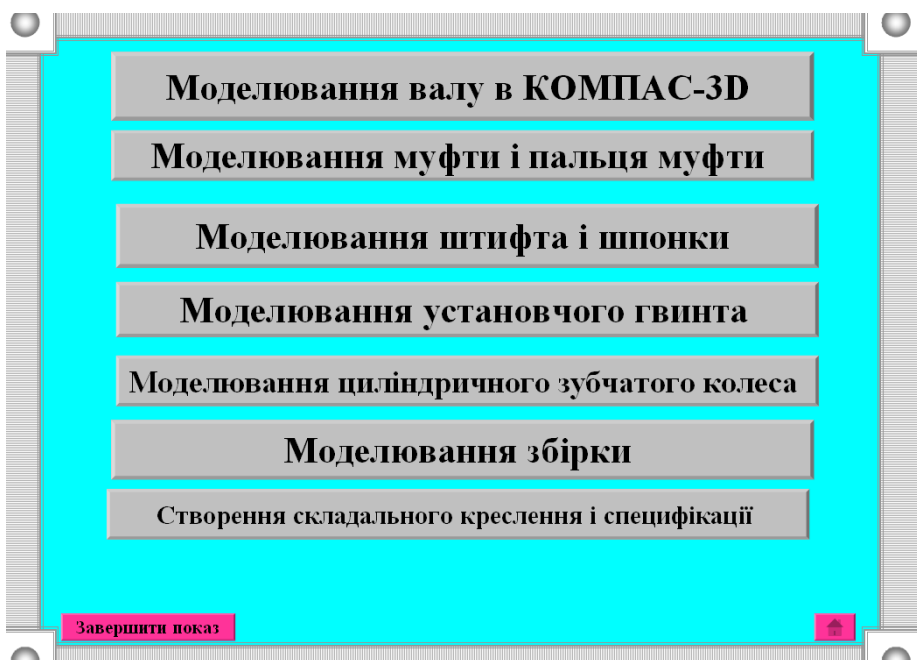 Моделювання валу в КОМПАС-3D
Моделювання муфти і пальця муфти
Моделювання штифта і шпонки
Моделювання установчого гвинта
Моделювання циліндричного зубчатого колеса
Моделювання збірки
Створення складального креслення і специфікації
Завершити показ